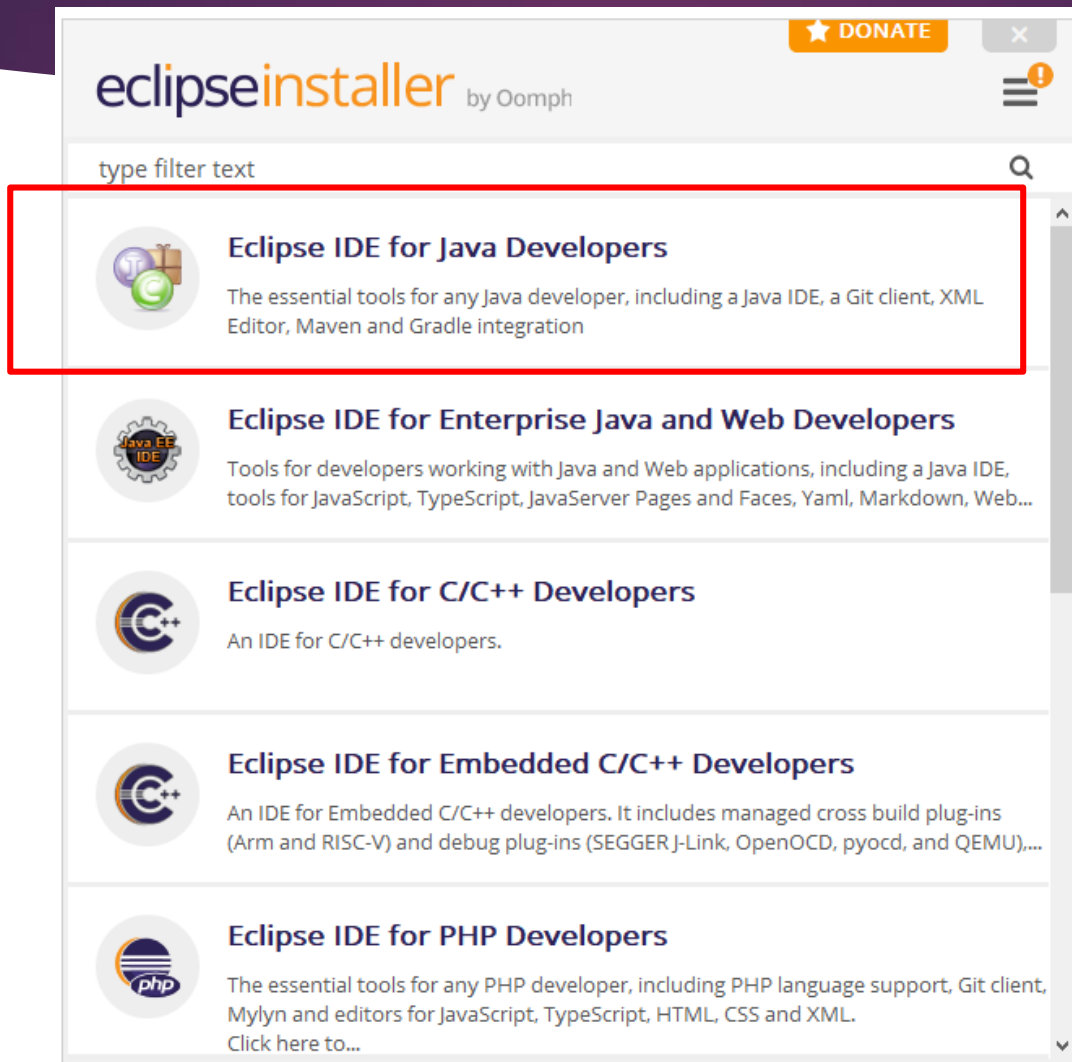 DONATE
eclipseinstaller by Oomph
type filter text
Eclipse IDE for Java Developers
The essential tools for any Java developer, including a Java IDE, a Git client, XML
Editor, Maven and Gradle integration
Eclipse IDE for Enterprise Java and Web Developers
Java EE
IDE
Tools for developers working with Java and Web applications, including a Java IDE,
tools for JavaScript, TypeScript, JavaServer Pages and Faces, Yaml, Markdown, Web...
Eclipse IDE for C/C++ Developers
C++
An IDE for C/C++ developers.
Eclipse IDE for Embedded C/C++ Developers
C++
An IDE for Embedded C/C++ developers. It includes managed cross build plug-ins
(Arm and RISC-V) and debug plug-ins (SEGGER J-Link, OpenOCD, pyocd, and QEMU),...
Eclipse IDE for PHP Developers
php
The essential tools for any PHP developer, including PHP language support, Git client,
Mylyn and editors for JavaScript, TypeScript, HTML, CSS and XML.
Click here to...